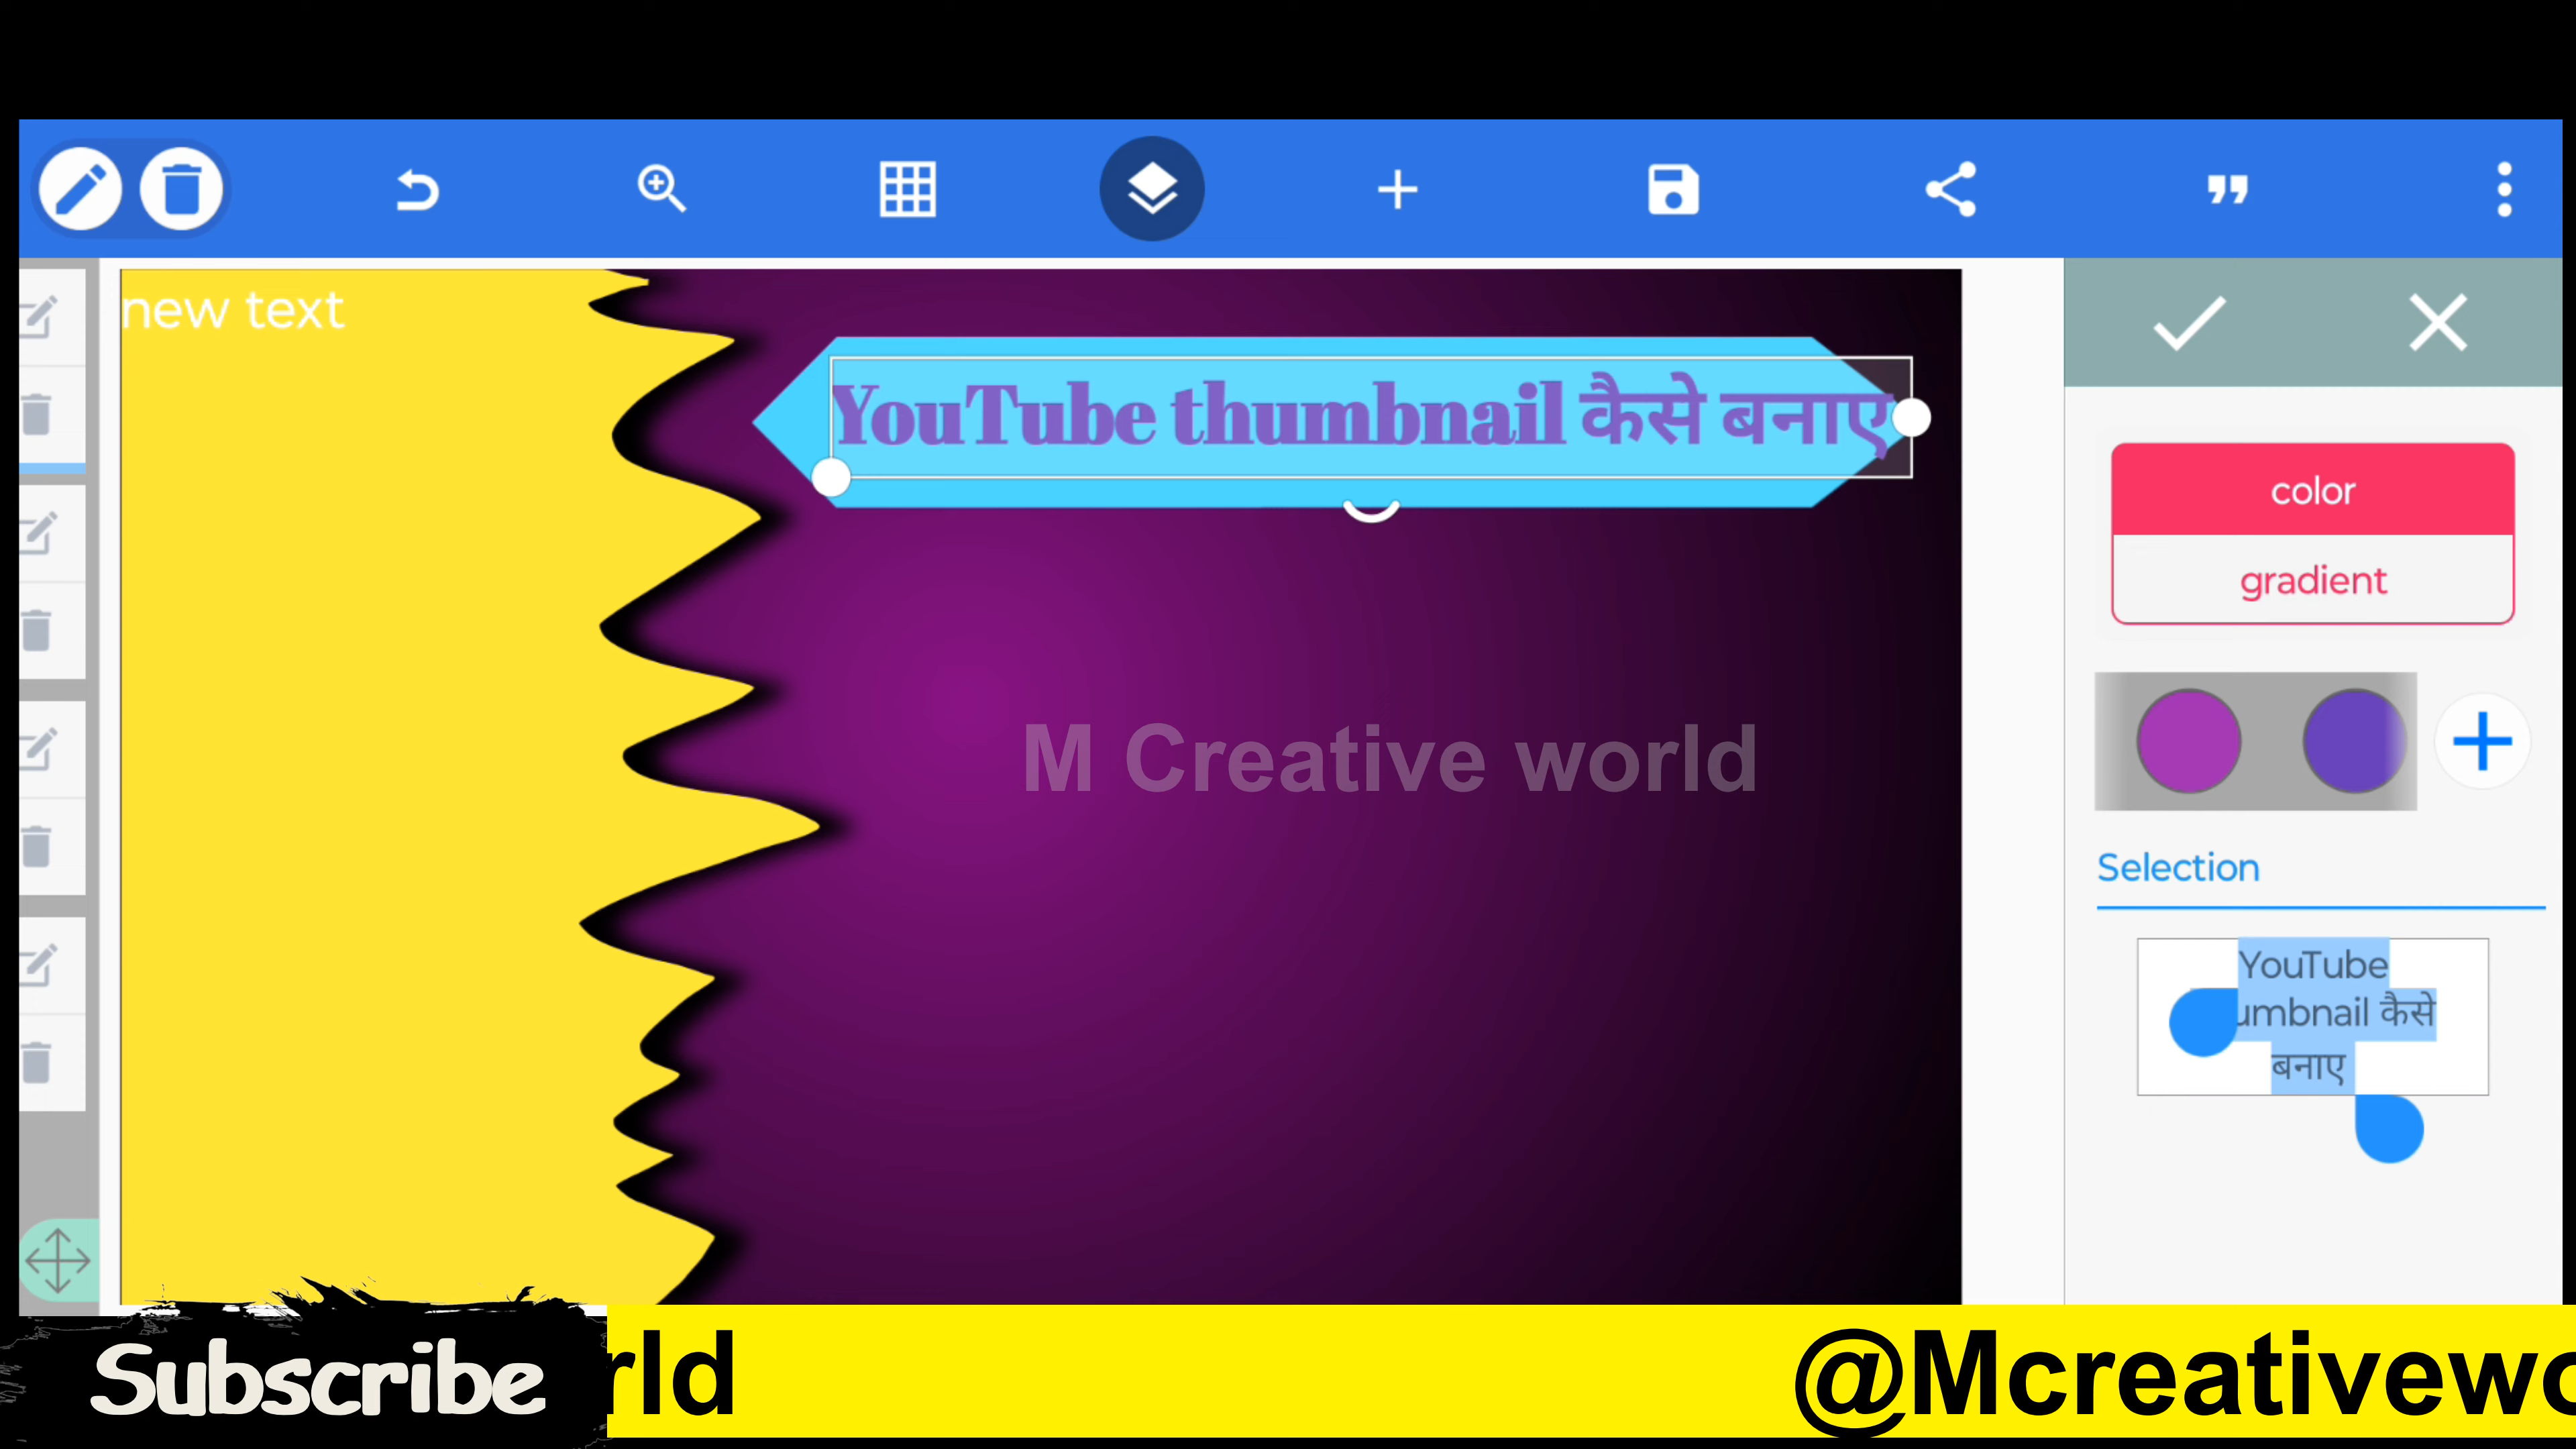 new text
YouTube thumbnail कैसे बनाए
color
gradient
M Creative world
Selection
YouTube
umbnail कैसे
बनाए
Subscribe
rld
@Mcreativewo